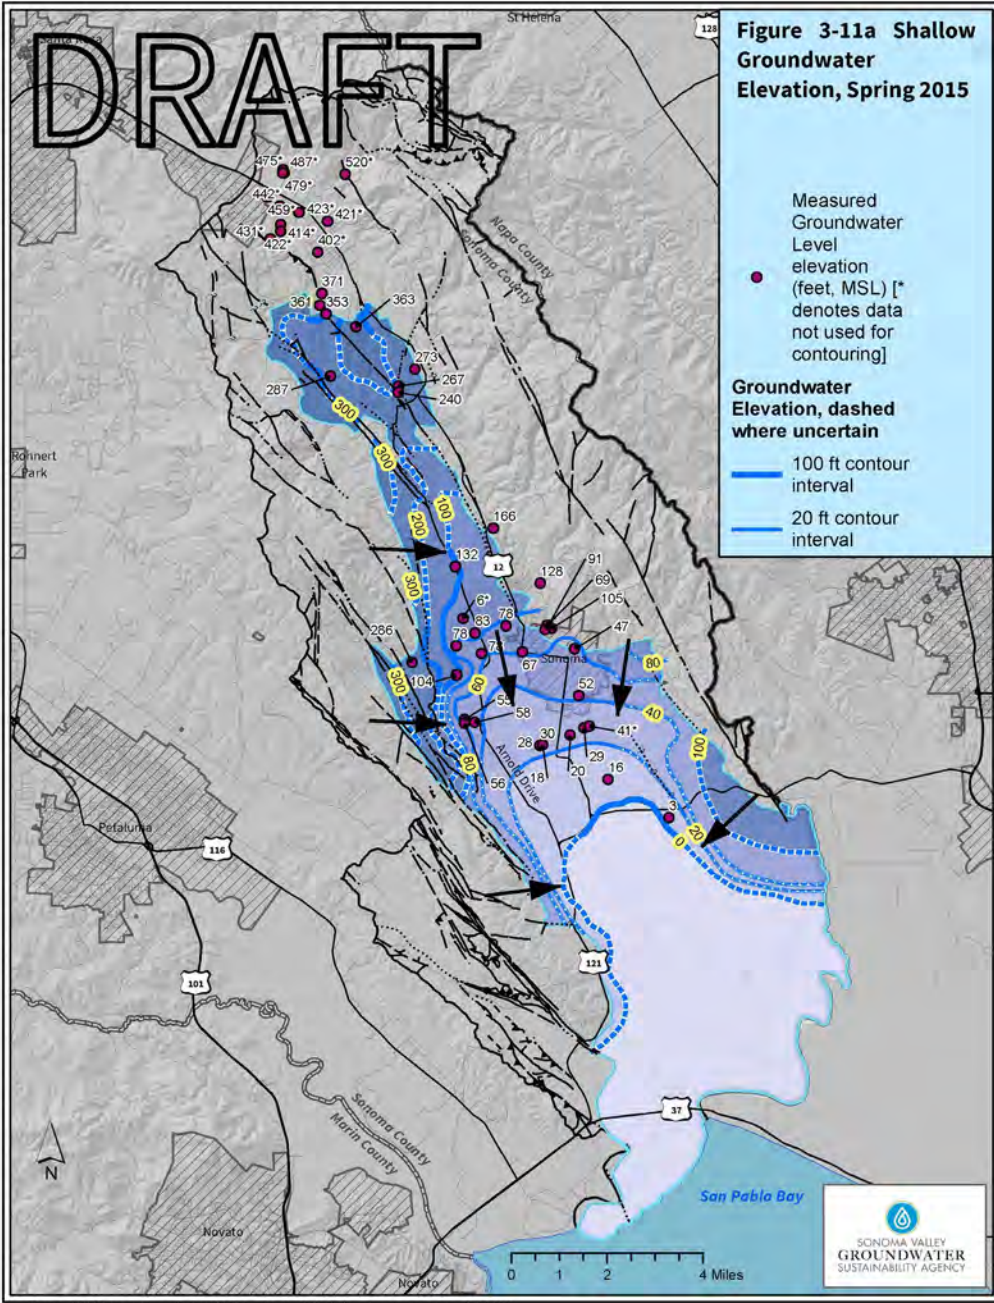 DRAFT
St Helena
128
Figure 3-11a Shallow
Groundwater
Elevation, Spring 2015
Measured
Groundwater
Level
elevation
(feet, MSL) [*
denotes data
not used for
contouring]
Groundwater
Elevation, dashed
where uncertain
100 ft contour
interval
20 ft contour
interval
475* 487* 520*
479*
442*
459* 423* 421*
431* 414*
422* 402*
Napa County
Sonoma County
371
361 353 363
273
287 267
240
300
300
Rohnert
Park
100
200
166
132
12
91
128
69
300
6*
105
286
83 78
47
78
73
67
Sonoma
80
300
104
60
52
55
40
58
41*
100
28 30
29
80
56
18
20
16
Arnold Drive
3
20
0
Petaluma
116
121
101
Sonoma County
Marin County
37
N
San Pablo Bay
Novato
Novato
0 1 2 4 Miles
SONOMA VALLEY
GROUNDWATER
SUSTAINABILITY AGENCY